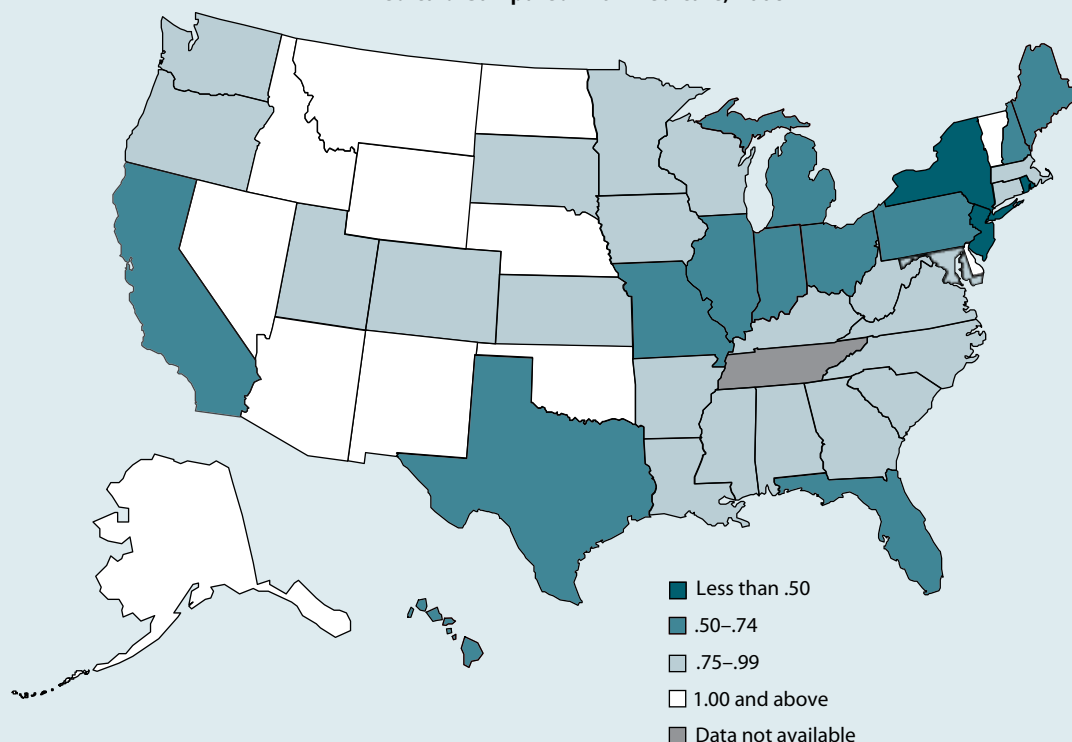 Less than .50
.50–.74
.75–.99
1.00 and above
Data not available